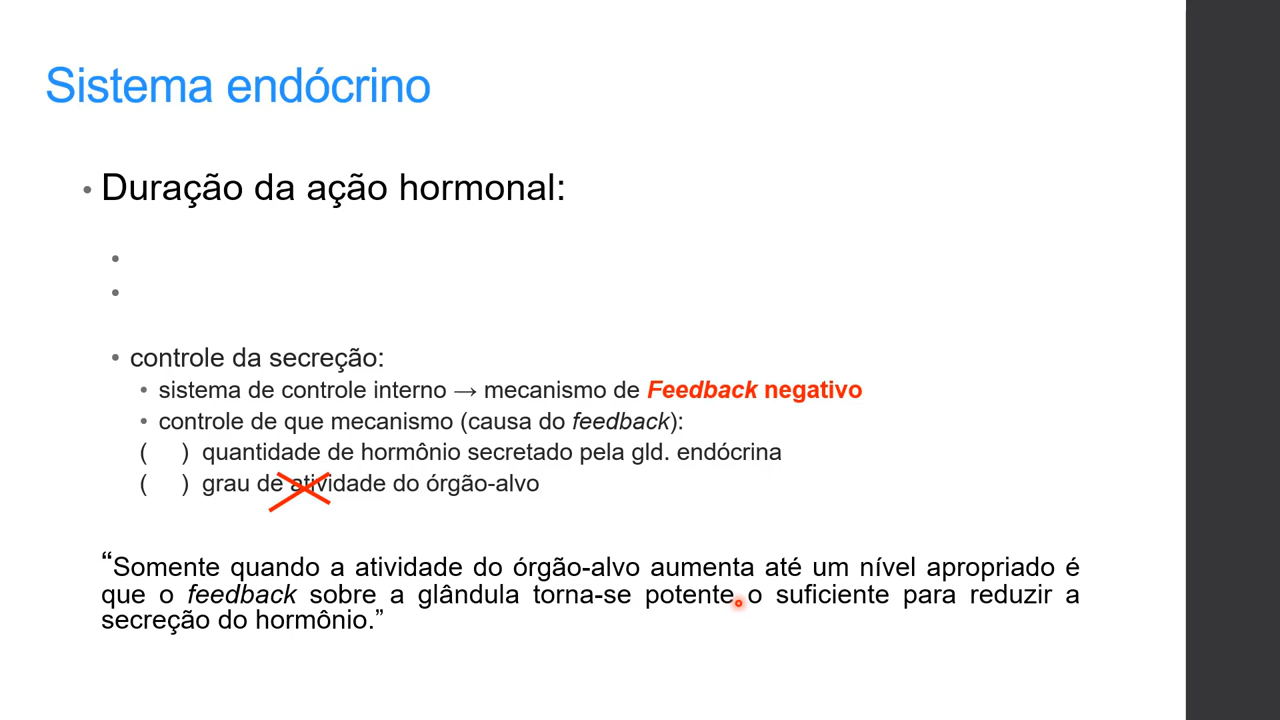 Sistema endócrino
• Duração da ação hormonal:
•
•
• controle da secreção:
• sistema de controle interno → mecanismo de Feedback negativo
• controle de que mecanismo (causa do feedback):
( ) quantidade de hormônio secretado pela gld. endócrina
( ) grau de atividade do órgão-alvo
“Somente quando a atividade do órgão-alvo aumenta até um nível apropriado é
que o feedback sobre a glândula torna-se potente o suficiente para reduzir a
secreção do hormônio.”